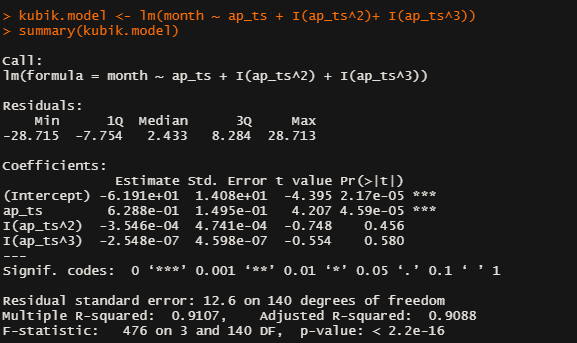 > kubik.model <- lm(month ~ ap_ts + I(ap_ts^2)+ I(ap_ts^3))
> summary(kubik.model)

Call:
lm(formula = month ~ ap_ts + I(ap_ts^2) + I(ap_ts^3))

Residuals:
    Min      1Q  Median      3Q     Max
-28.715  -7.754   2.433   8.284  28.713

Coefficients:
              Estimate Std. Error t value Pr(>|t|)
(Intercept) -6.191e+01  1.408e+01  -4.395 2.17e-05 ***
ap_ts        6.288e-01  1.495e-01   4.207 4.59e-05 ***
I(ap_ts^2)  -3.546e-04  4.741e-04  -0.748    0.456
I(ap_ts^3)  -2.548e-07  4.598e-07  -0.554    0.580
---
Signif. codes:  0 ‘***’ 0.001 ‘**’ 0.01 ‘*’ 0.05 ‘.’ 0.1 ‘ ’ 1

Residual standard error: 12.6 on 140 degrees of freedom
Multiple R-squared:  0.9107,    Adjusted R-squared:  0.9088
F-statistic:   476 on 3 and 140 DF,  p-value: < 2.2e-16